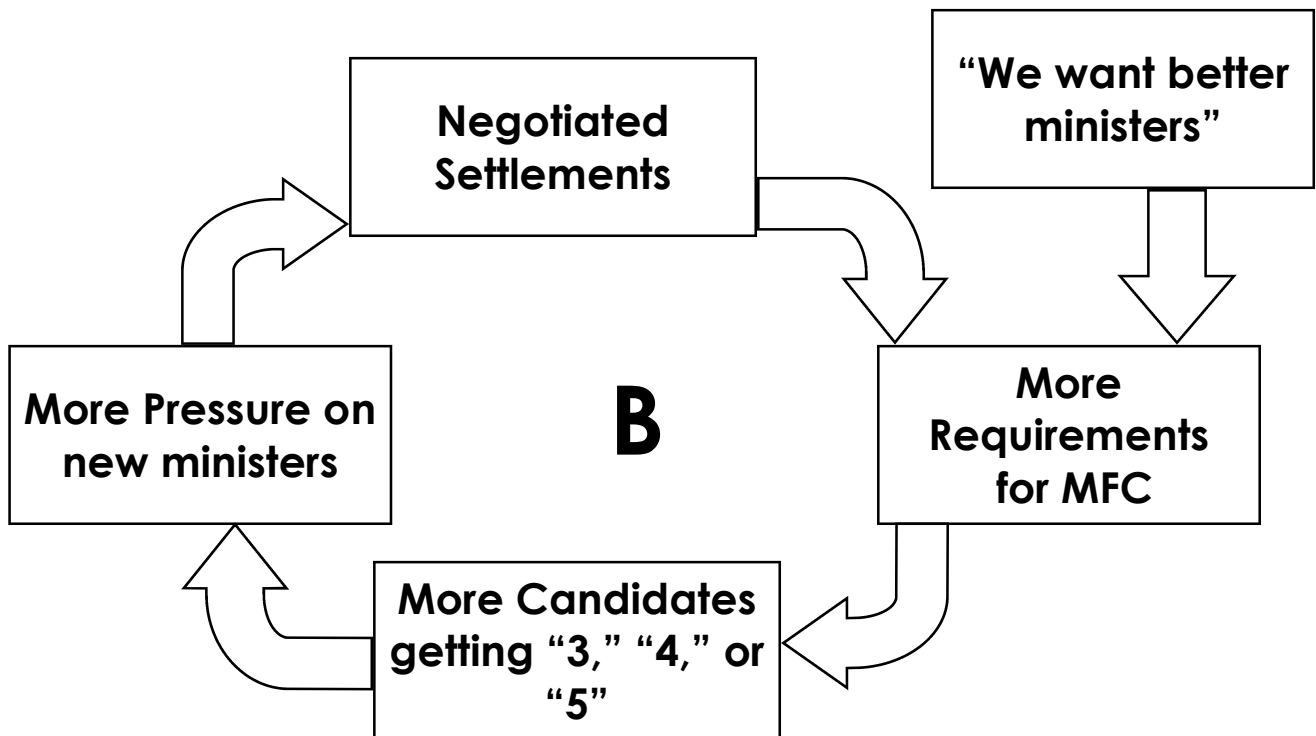 “We want better
ministers”
Negotiated
Settlements
More Pressure on
new ministers
B
More
Requirements
for MFC
More Candidates
getting “3,” “4,” or
“5”